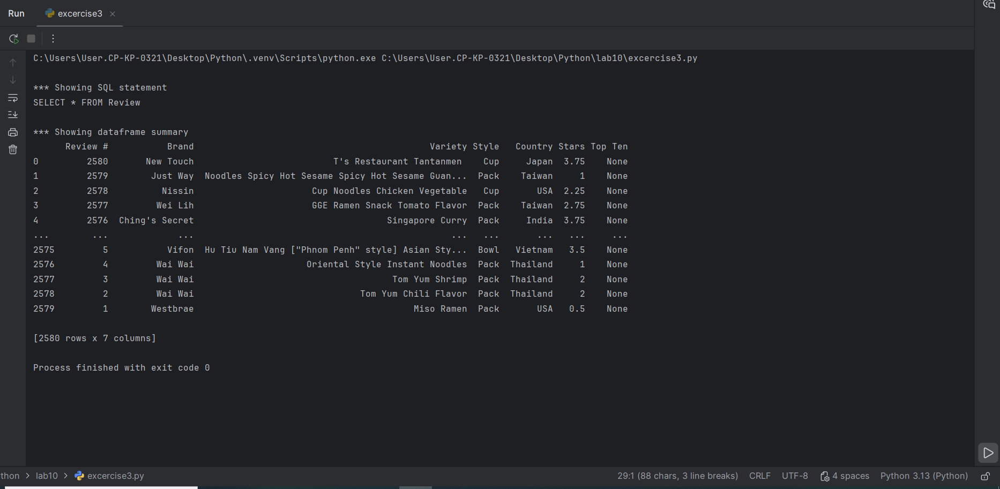 Run excercise3
C:\Users\User.CP-KP-0321\Desktop\Python\.venv\Scripts\python.exe C:\Users\User.CP-KP-0321\Desktop\Python\lab10\excercise3.py
*** Showing SQL statement
SELECT * FROM Review
*** Showing dataframe summary
      Review #           Brand                                            Variety Style   Country Stars Top Ten
0         2580       New Touch                          T's Restaurant Tantanmen    Cup     Japan  3.75    None
1         2579        Just Way  Noodles Spicy Hot Sesame Spicy Hot Sesame Guan...  Pack    Taiwan     1    None
2         2578          Nissin                      Cup Noodles Chicken Vegetable   Cup       USA  2.25    None
3         2577         Wei Lih                      GGE Ramen Snack Tomato Flavor  Pack    Taiwan  2.75    None
4         2576  Ching's Secret                                    Singapore Curry  Pack     India  3.75    None
...        ...             ...                                                ...   ...       ...   ...     ...
2575         5           Vifon  Hu Tiu Nam Vang ["Phnom Penh" style] Asian Sty...  Bowl   Vietnam   3.5    None
2576         4         Wai Wai                     Oriental Style Instant Noodles  Pack  Thailand     1    None
2577         3         Wai Wai                                     Tom Yum Shrimp  Pack  Thailand     2    None
2578         2         Wai Wai                               Tom Yum Chili Flavor  Pack  Thailand     2    None
2579         1        Westbrae                                         Miso Ramen  Pack       USA   0.5    None
[2580 rows x 7 columns]
Process finished with exit code 0
thon > lab10 > excercise3.py 29:1 (88 chars, 3 line breaks) CRLF UTF-8 4 spaces Python 3.13 (Python)